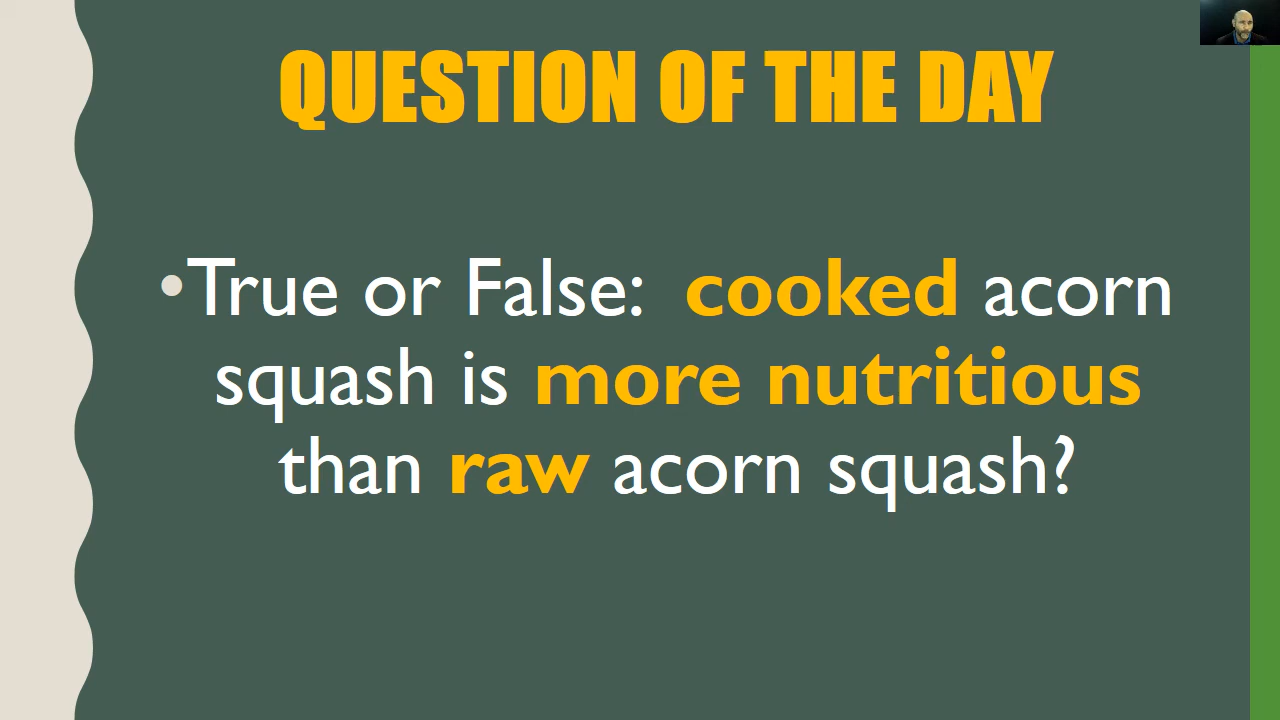 QUESTION OF THE DAY
•True or False:  cooked acorn
squash is more nutritious
than raw acorn squash?